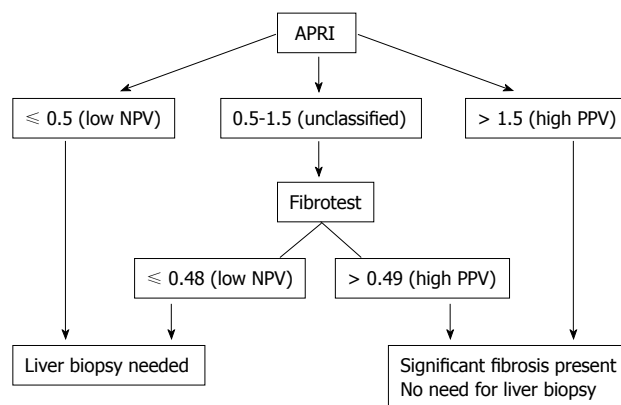 APRI
≤ 0.5 (low NPV)
0.5-1.5 (unclassified)
> 1.5 (high PPV)
Fibrotest
≤ 0.48 (low NPV)
> 0.49 (high PPV)
Liver biopsy needed
Significant fibrosis present
No need for liver biopsy